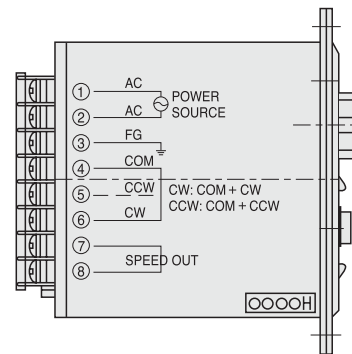 ① AC
POWER
② AC
SOURCE
③ FG
④ COM
⑤ CCW
CW: COM + CW
CCW: COM + CCW
⑥ CW
⑦
SPEED OUT
⑧
OOOOH